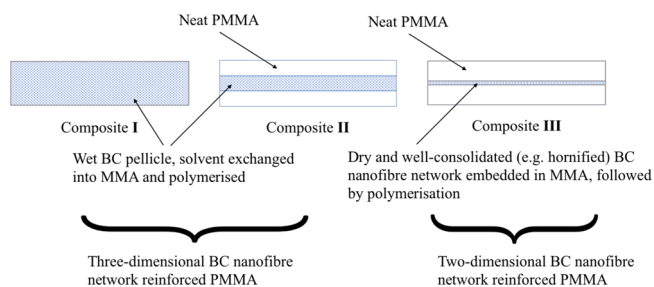 Neat PMMA
Neat PMMA
Composite I
Composite II
Composite III
Wet BC pellicle, solvent exchanged
into MMA and polymerised
Dry and well-consolidated (e.g. hornified) BC
nanofibre network embedded in MMA, followed
by polymerisation
Three-dimensional BC nanofibre
network reinforced PMMA
Two-dimensional BC nanofibre
network reinforced PMMA